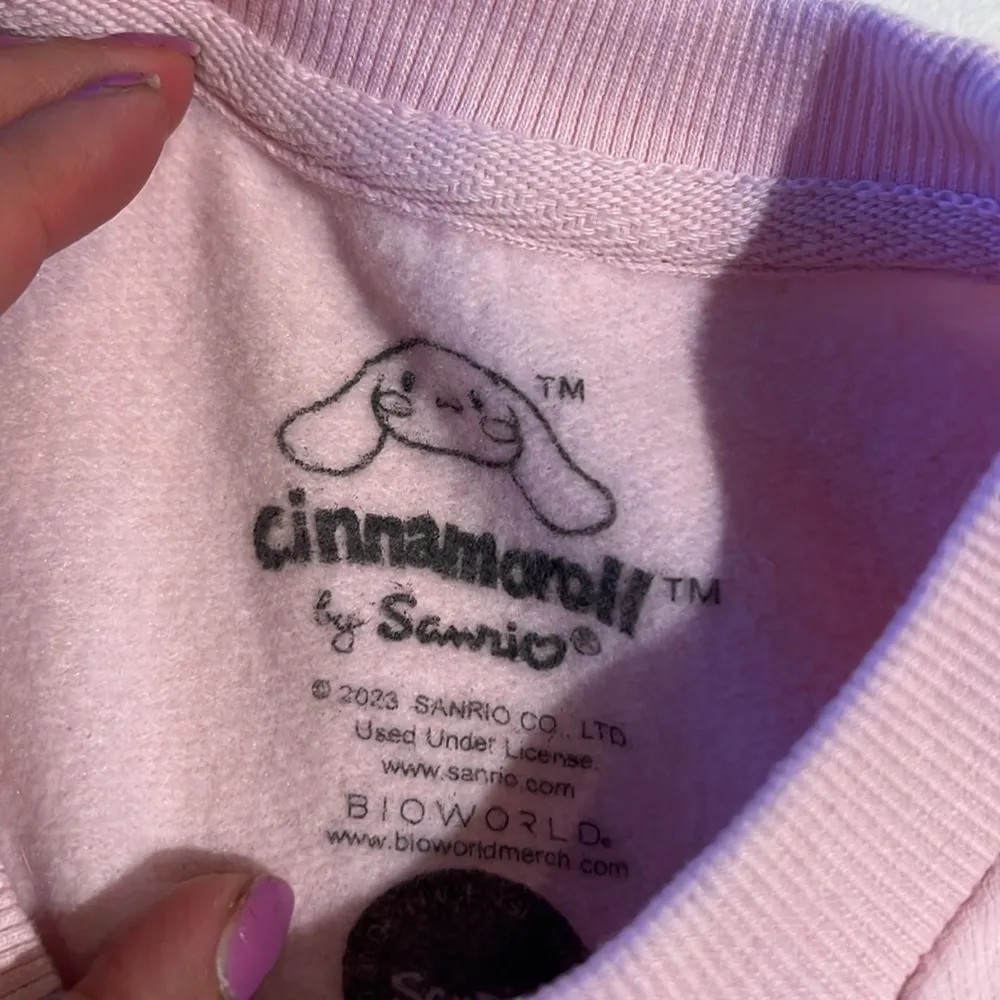 TM
cinnamoroll TM
by Sanrio®
© 2023 SANRIO CO., LTD.
Used Under License.
www.sanrio.com
BIOWORLD®
www.bioworldmerch.com